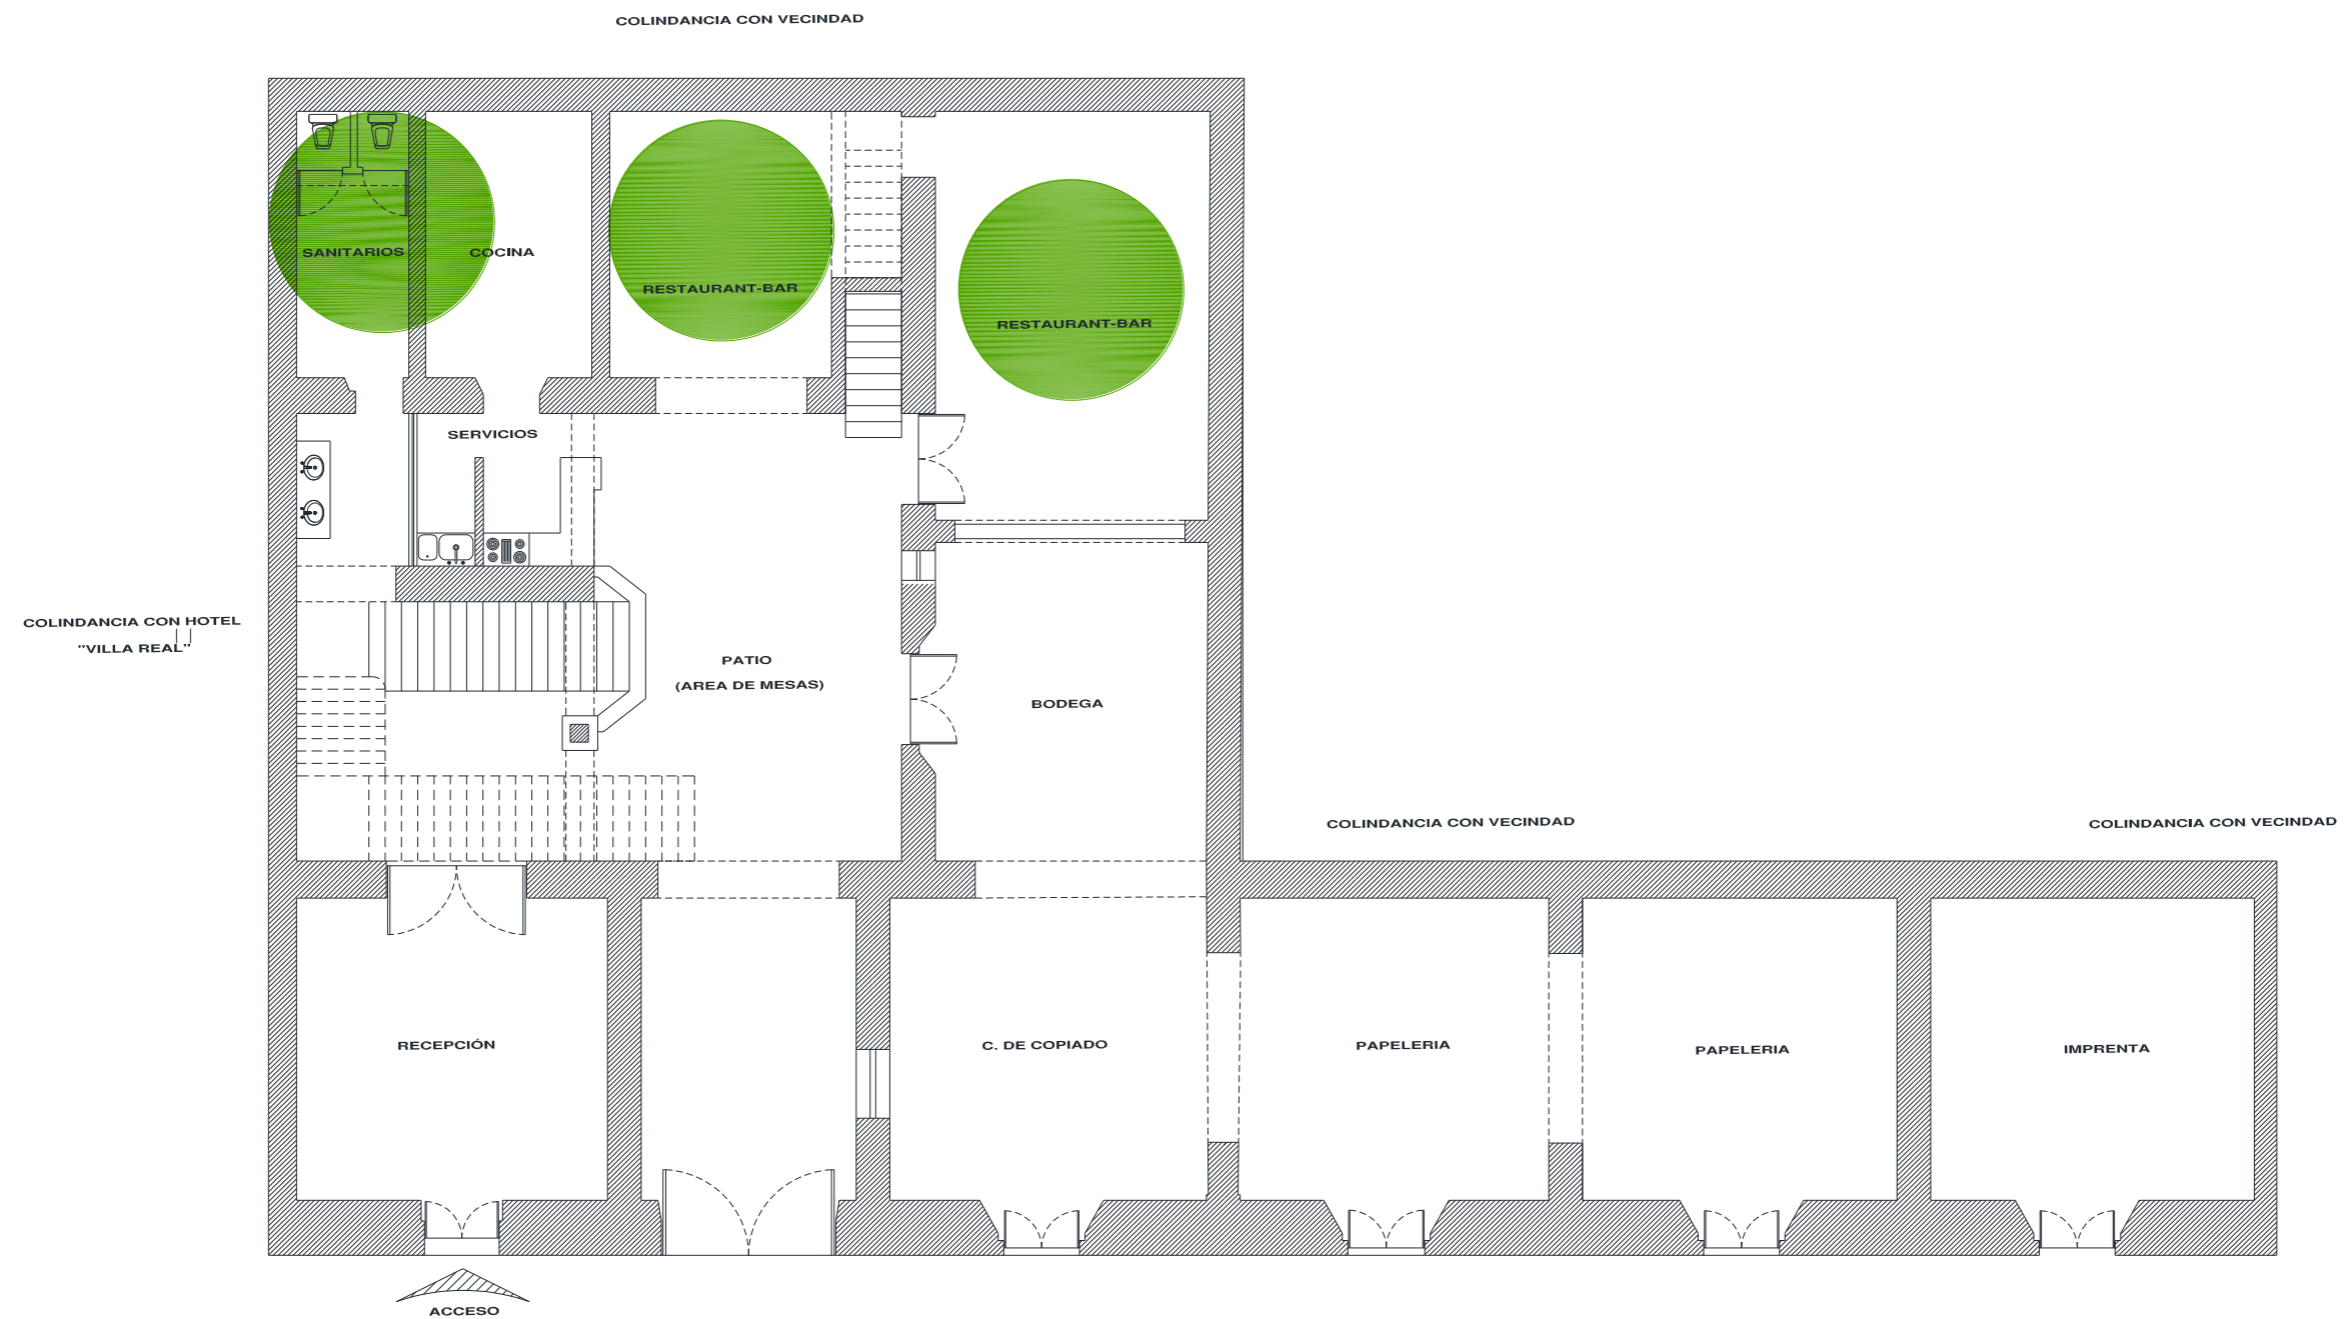 COLINDANCIA CON VECINDAD
SANITARIOS
COCINA
RESTAURANT-BAR
RESTAURANT-BAR
SERVICIOS
COLINDANCIA CON HOTEL
"VILLA REAL"
PATIO
(AREA DE MESAS)
BODEGA
COLINDANCIA CON VECINDAD
COLINDANCIA CON VECINDAD
RECEPCIÓN
C. DE COPIADO
PAPELERIA
PAPELERIA
IMPRENTA
ACCESO